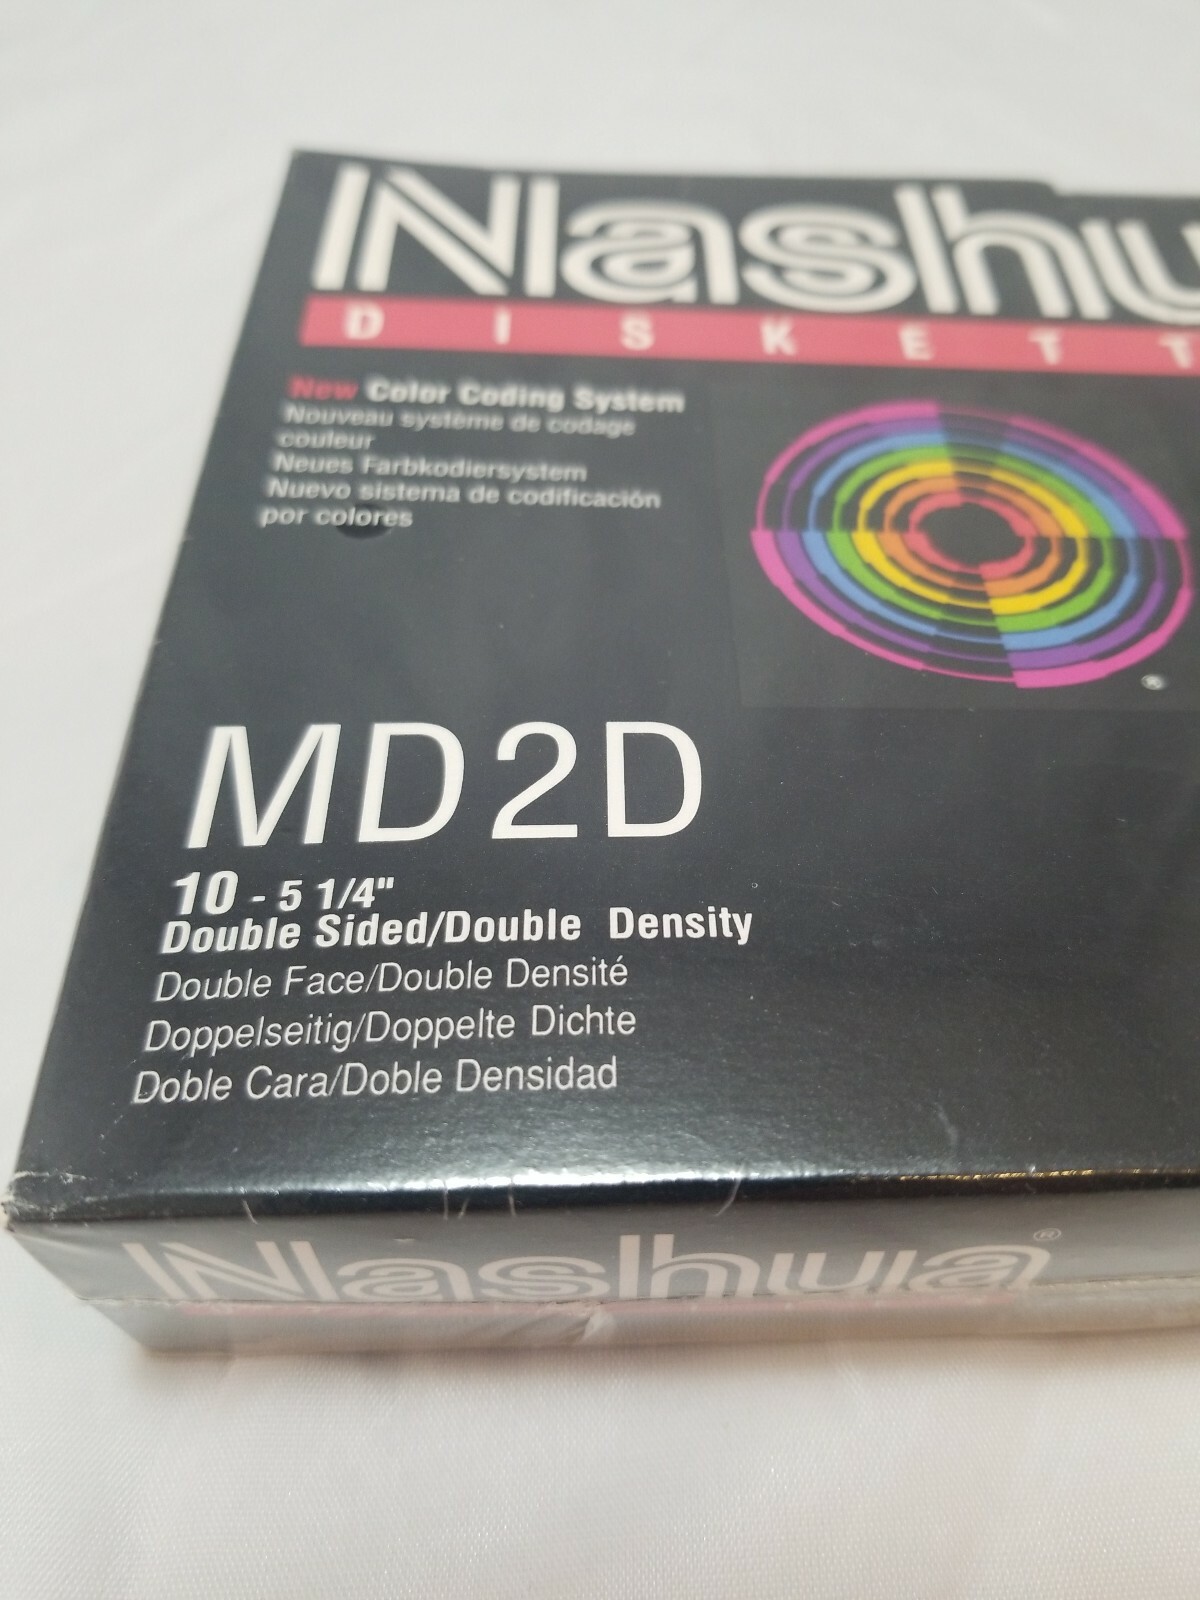 Nashu
DISKETT
New Color Coding System
Nouveau système de codage
couleur
Neues Farbkodiersystem
Nuevo sistema de codificación
por colores
®
MD2D
10 - 5 1/4"
Double Sided/Double Density
Double Face/Double Densité
Doppelseitig/Doppelte Dichte
Doble Cara/Doble Densidad
Nashua®